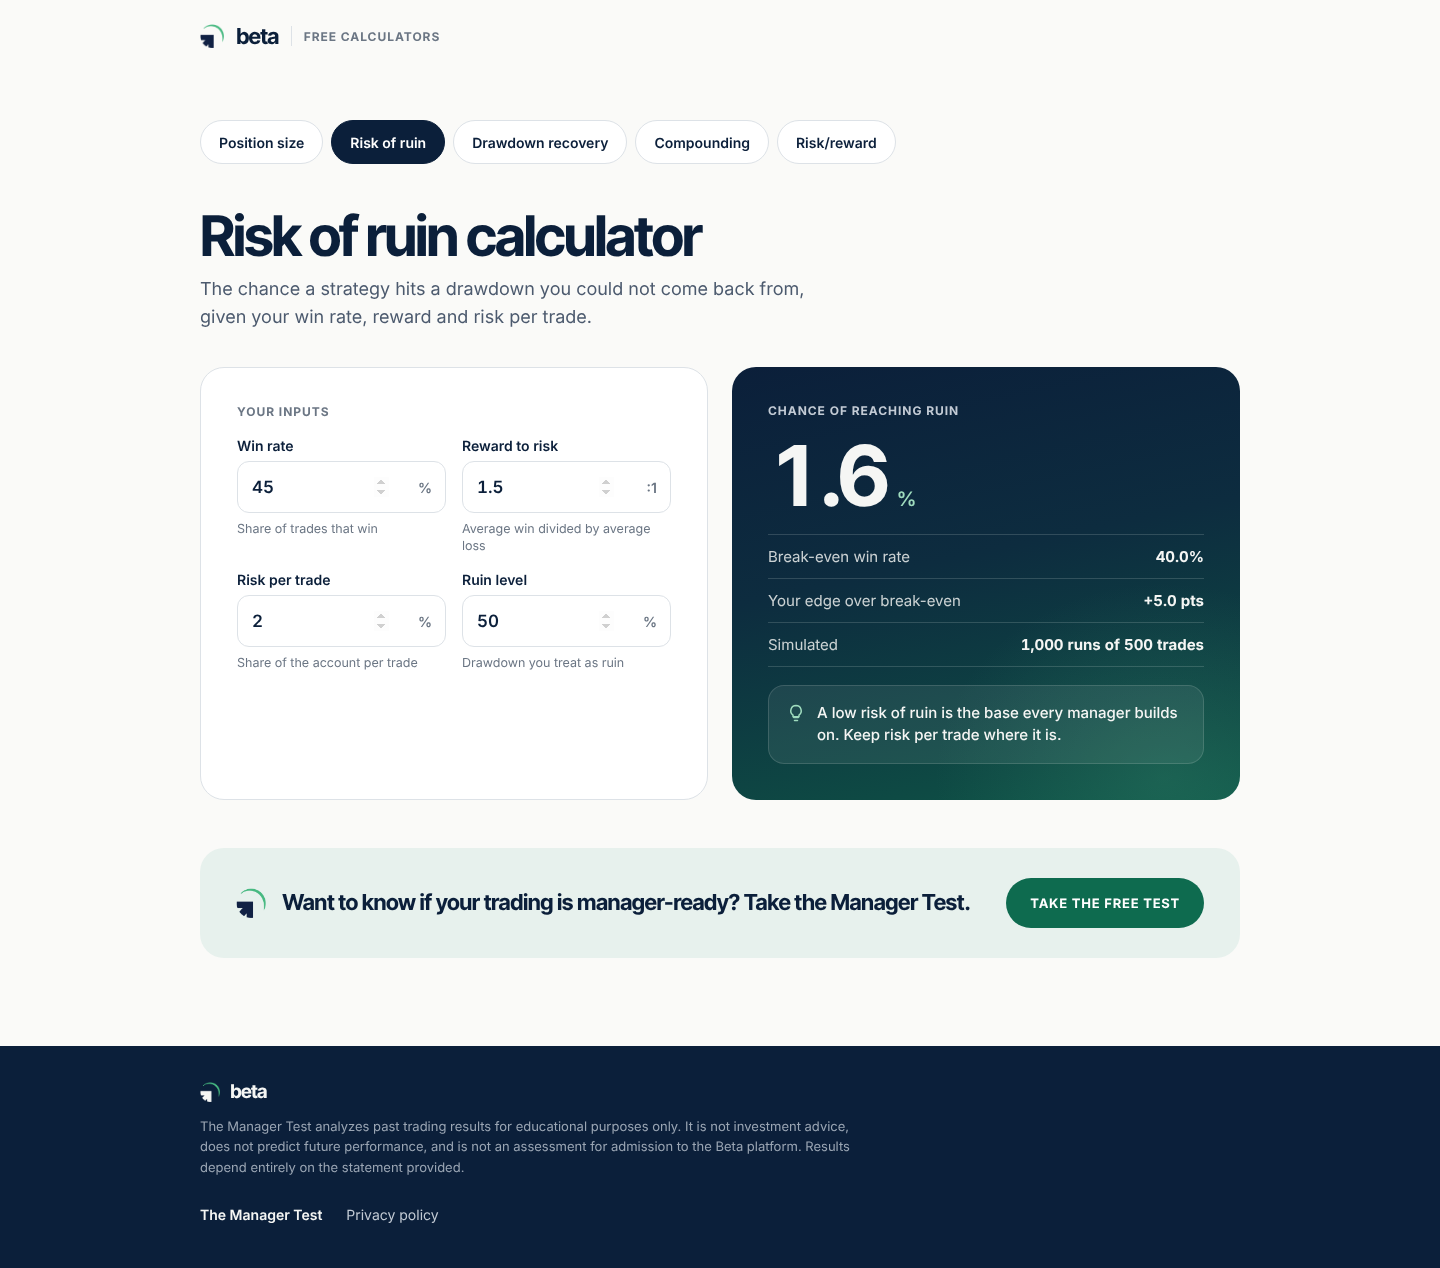 beta
FREE CALCULATORS
Position size
Risk of ruin
Drawdown recovery
Compounding
Risk/reward
Risk of ruin calculator
The chance a strategy hits a drawdown you could not come back from,
given your win rate, reward and risk per trade.
YOUR INPUTS
Win rate
45 %
Share of trades that win
Reward to risk
1.5 :1
Average win divided by average
loss
Risk per trade
2 %
Share of the account per trade
Ruin level
50 %
Drawdown you treat as ruin
CHANCE OF REACHING RUIN
1.6 %
Break-even win rate 40.0%
Your edge over break-even +5.0 pts
Simulated 1,000 runs of 500 trades
A low risk of ruin is the base every manager builds
on. Keep risk per trade where it is.
Want to know if your trading is manager-ready? Take the Manager Test.
TAKE THE FREE TEST
beta
The Manager Test analyzes past trading results for educational purposes only. It is not investment advice,
does not predict future performance, and is not an assessment for admission to the Beta platform. Results
depend entirely on the statement provided.
The Manager Test
Privacy policy